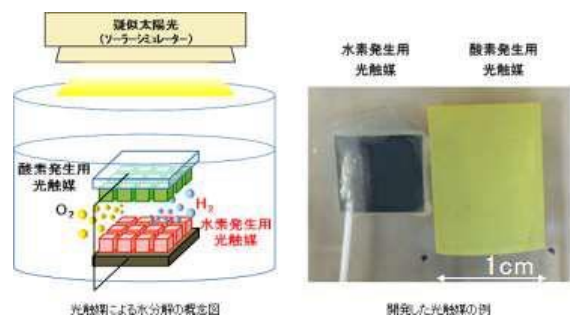 疑似太陽光
(ソーラーシミュレーター)
酸素発生用
光触媒
O₂
H₂
水素発生用
光触媒
光触媒による水分解の概念図
水素発生用
光触媒
酸素発生用
光触媒
1cm
開発した光触媒の例